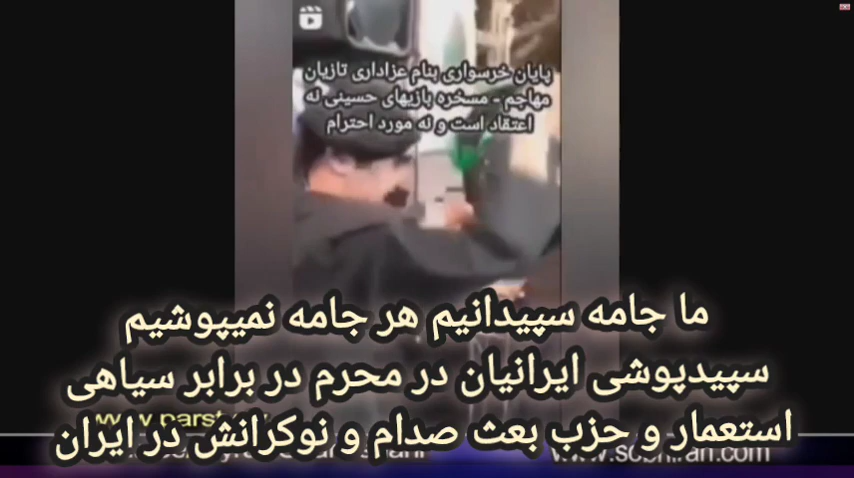 پایان خرسواری بنام عزاداری تازیان
مهاجم - مسخره بازیهای حسینی نه
اعتقاد است و نه مورد احترام
ما جامه سپیدانیم هر جامه نمیپوشیم
سپیدپوشی ایرانیان در محرم در برابر سیاهی
استعمار و حزب بعث صدام و نوکرانش در ایران